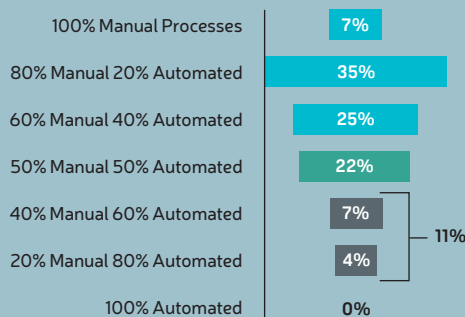 100% Manual Processes 7%
80% Manual 20% Automated 35%
60% Manual 40% Automated 25%
50% Manual 50% Automated 22%
40% Manual 60% Automated 7%
11%
20% Manual 80% Automated 4%
100% Automated 0%